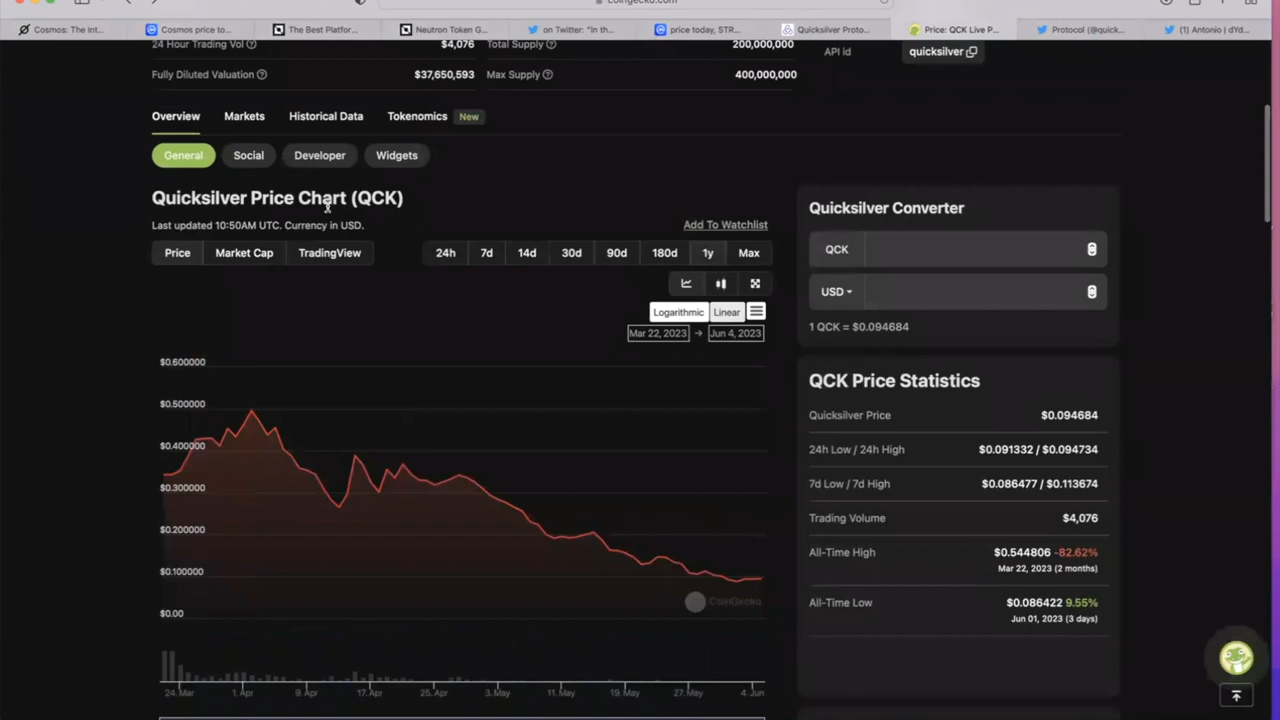 coingecko.com
Cosmos: The Int...
Cosmos price to...
The Best Platfor...
Neutron Token G...
on Twitter: "In th...
price today, STR...
Quicksilver Proto...
Price: QCK Live P...
Protocol (@quick...
(1) Antonio | dYd...
24 Hour Trading Vol
$4,076
Total Supply
200,000,000
API id
quicksilver
Fully Diluted Valuation
$37,650,593
Max Supply
400,000,000
Overview
Markets
Historical Data
Tokenomics
New
General
Social
Developer
Widgets
Quicksilver Price Chart (QCK)
Last updated 10:50AM UTC. Currency in USD.
Add To Watchlist
Price
Market Cap
TradingView
24h
7d
14d
30d
90d
180d
1y
Max
Logarithmic
Linear
Mar 22, 2023 → Jun 4, 2023
$0.600000
$0.500000
$0.400000
$0.300000
$0.200000
$0.100000
$0.00
CoinGecko
24. Mar
1. Apr
9. Apr
17. Apr
25. Apr
3. May
11. May
19. May
27. May
4. Jun
Quicksilver Converter
QCK
USD
1 QCK = $0.094684
QCK Price Statistics
Quicksilver Price
$0.094684
24h Low / 24h High
$0.091332 / $0.094734
7d Low / 7d High
$0.086477 / $0.113674
Trading Volume
$4,076
All-Time High
$0.544806 -82.62%
Mar 22, 2023 (2 months)
All-Time Low
$0.086422 9.55%
Jun 01, 2023 (3 days)